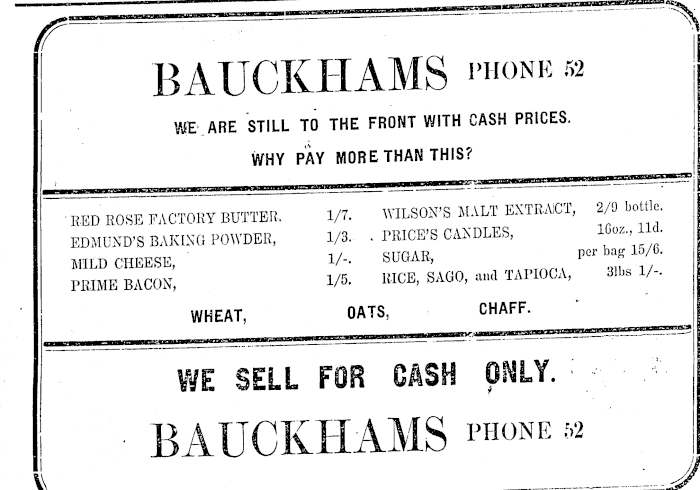 BAUCKHAMS PHONE 52
WE ARE STILL TO THE FRONT WITH CASH PRICES.
WHY PAY MORE THAN THIS?
RED ROSE FACTORY BUTTER. 1/7.
EDMUND'S BAKING POWDER, 1/3.
MILD CHEESE, 1/-.
PRIME BACON, 1/5.
WILSON'S MALT EXTRACT, 2/9 bottle.
PRICE'S CANDLES, 16oz., 11d.
SUGAR, per bag 15/6.
RICE, SAGO, and TAPIOCA, 3lbs 1/-.
WHEAT, OATS, CHAFF.
WE SELL FOR CASH ONLY.
BAUCKHAMS PHONE 52